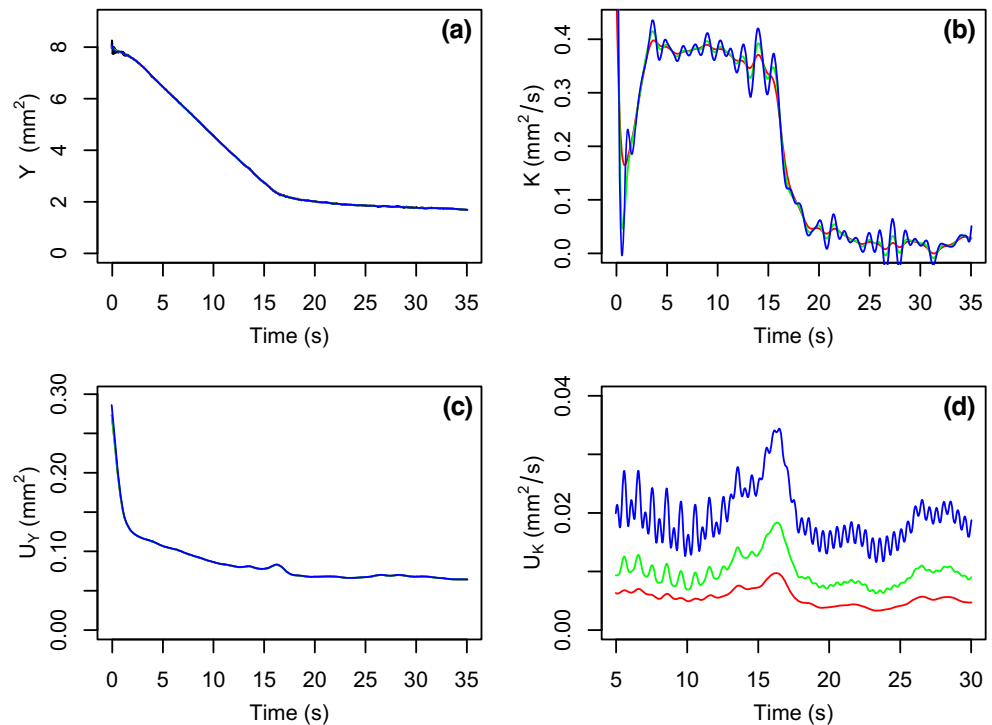 (a)
Y (mm²)
8
6
4
2
0
0 5 10 15 20 25 30 35
Time (s)
(b)
K (mm²/s)
0.4
0.3
0.2
0.1
0.0
0 5 10 15 20 25 30 35
Time (s)
(c)
U_Y (mm²)
0.30
0.20
0.10
0.00
0 5 10 15 20 25 30 35
Time (s)
(d)
U_K (mm²/s)
0.04
0.02
0.00
5 10 15 20 25 30
Time (s)